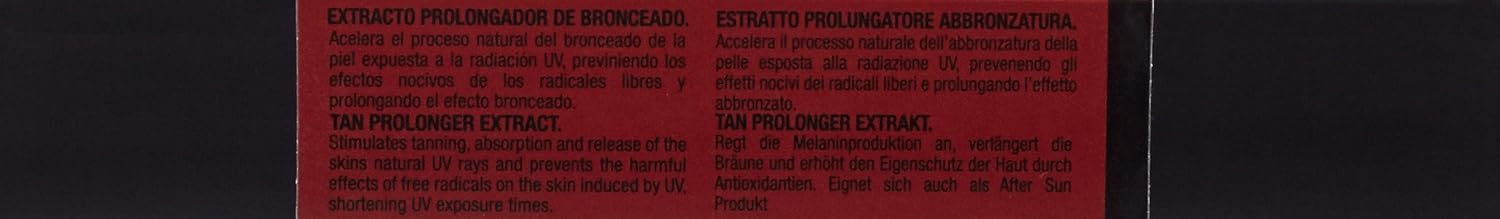 EXTRACTO PROLONGADOR DE BRONCEADO.
Acelera el proceso natural del bronceado de la
piel expuesta a la radiación UV, previniendo los
efectos nocivos de los radicales libres y
prolongando el efecto bronceado.
TAN PROLONGER EXTRACT.
Stimulates tanning, absorption and release of the
skins natural UV rays and prevents the harmful
effects of free radicals on the skin induced by UV,
shortening UV exposure times.
ESTRATTO PROLUNGATORE ABBRONZATURA.
Accelera il processo naturale dell'abbronzatura della
pelle esposta alla radiazione UV, prevenendo gli
effetti nocivi dei radicali liberi e prolungando l'effetto
abbronzato.
TAN PROLONGER EXTRAKT.
Regt die Melaninproduktion an, verlängert die
Bräune und erhöht den Eigenschutz der Haut durch
Antioxidantien. Eignet sich auch als After Sun
Produkt